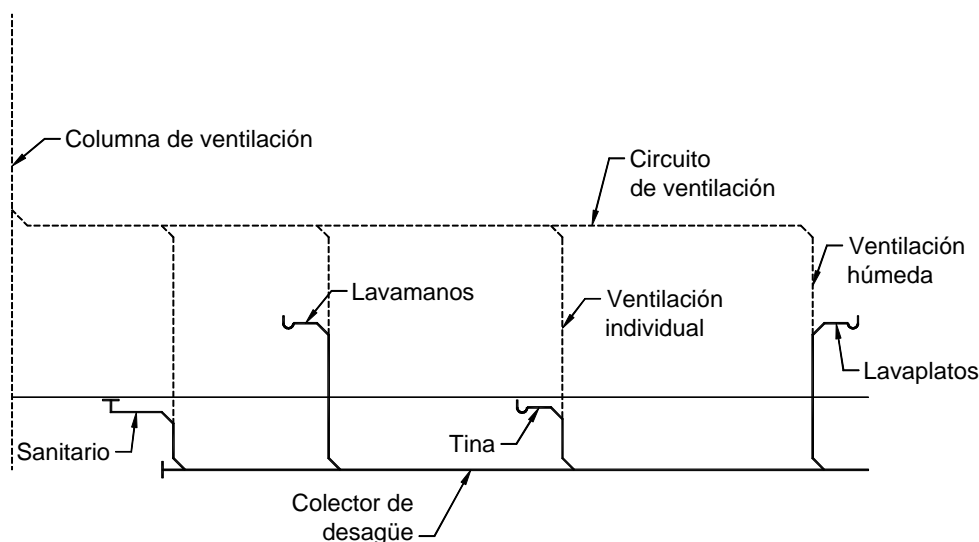 Columna de ventilación
Circuito
de ventilación
Ventilación
húmeda
Lavamanos
Ventilación
individual
Lavaplatos
Sanitario
Tina
Colector de
desagüe